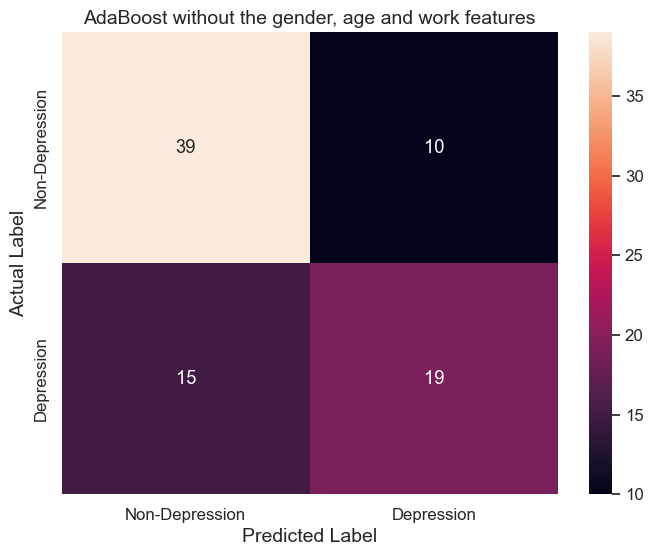 AdaBoost without the gender, age and work features
Actual Label
Non-Depression
Depression
39
10
15
19
Non-Depression
Depression
Predicted Label
35
30
25
20
15
10